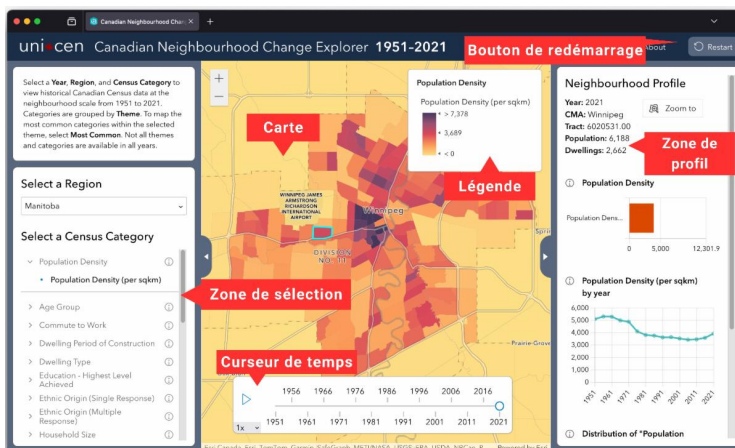 Canadian Neighbourhood Chang
uni•cen Canadian Neighbourhood Change Explorer 1951-2021
Bouton de redémarrage
About
Restart
Select a Year, Region, and Census Category to
view historical Canadian Census data at the
neighbourhood scale from 1951 to 2021.
Categories are grouped by Theme. To map the
most common categories within the selected
theme, select Most Common. Not all themes
and categories are available in all years.
Select a Region
Manitoba
Select a Census Category
Population Density
• Population Density (per sqkm)
Zone de sélection
Age Group
Commute to Work
Dwelling Period of Construction
Dwelling Type
Education - Highest Level
Achieved
Ethnic Origin (Single Response)
Ethnic Origin (Multiple
Response)
Household Size
Carte
Population Density
Population Density (per sqkm)
> 7,378
3,689
< 0
Légende
WINNIPEG JAMES
ARMSTRONG
RICHARDSON
INTERNATIONAL
AIRPORT
Winnipeg
DIVISION
NO. 11
Prairie Grove
Curseur de temps
1956 1966 1976 1986 1996 2006 2016
1x
1951 1961 1971 1981 1991 2001 2011 2021
Powered by Esri
Neighbourhood Profile
Year: 2021
CMA: Winnipeg
Tract: 6020531.00
Population: 6,188
Dwellings: 2,662
Zoom to
Zone de
profil
Population Density
Population Dens...
0 5,000 12,301.9
Population Density (per sqkm)
by year
6,000
5,000
4,000
3,000
2,000
1,000
0
1951 1961 1971 1981 1991 2001 2011 2021
Distribution of "Population